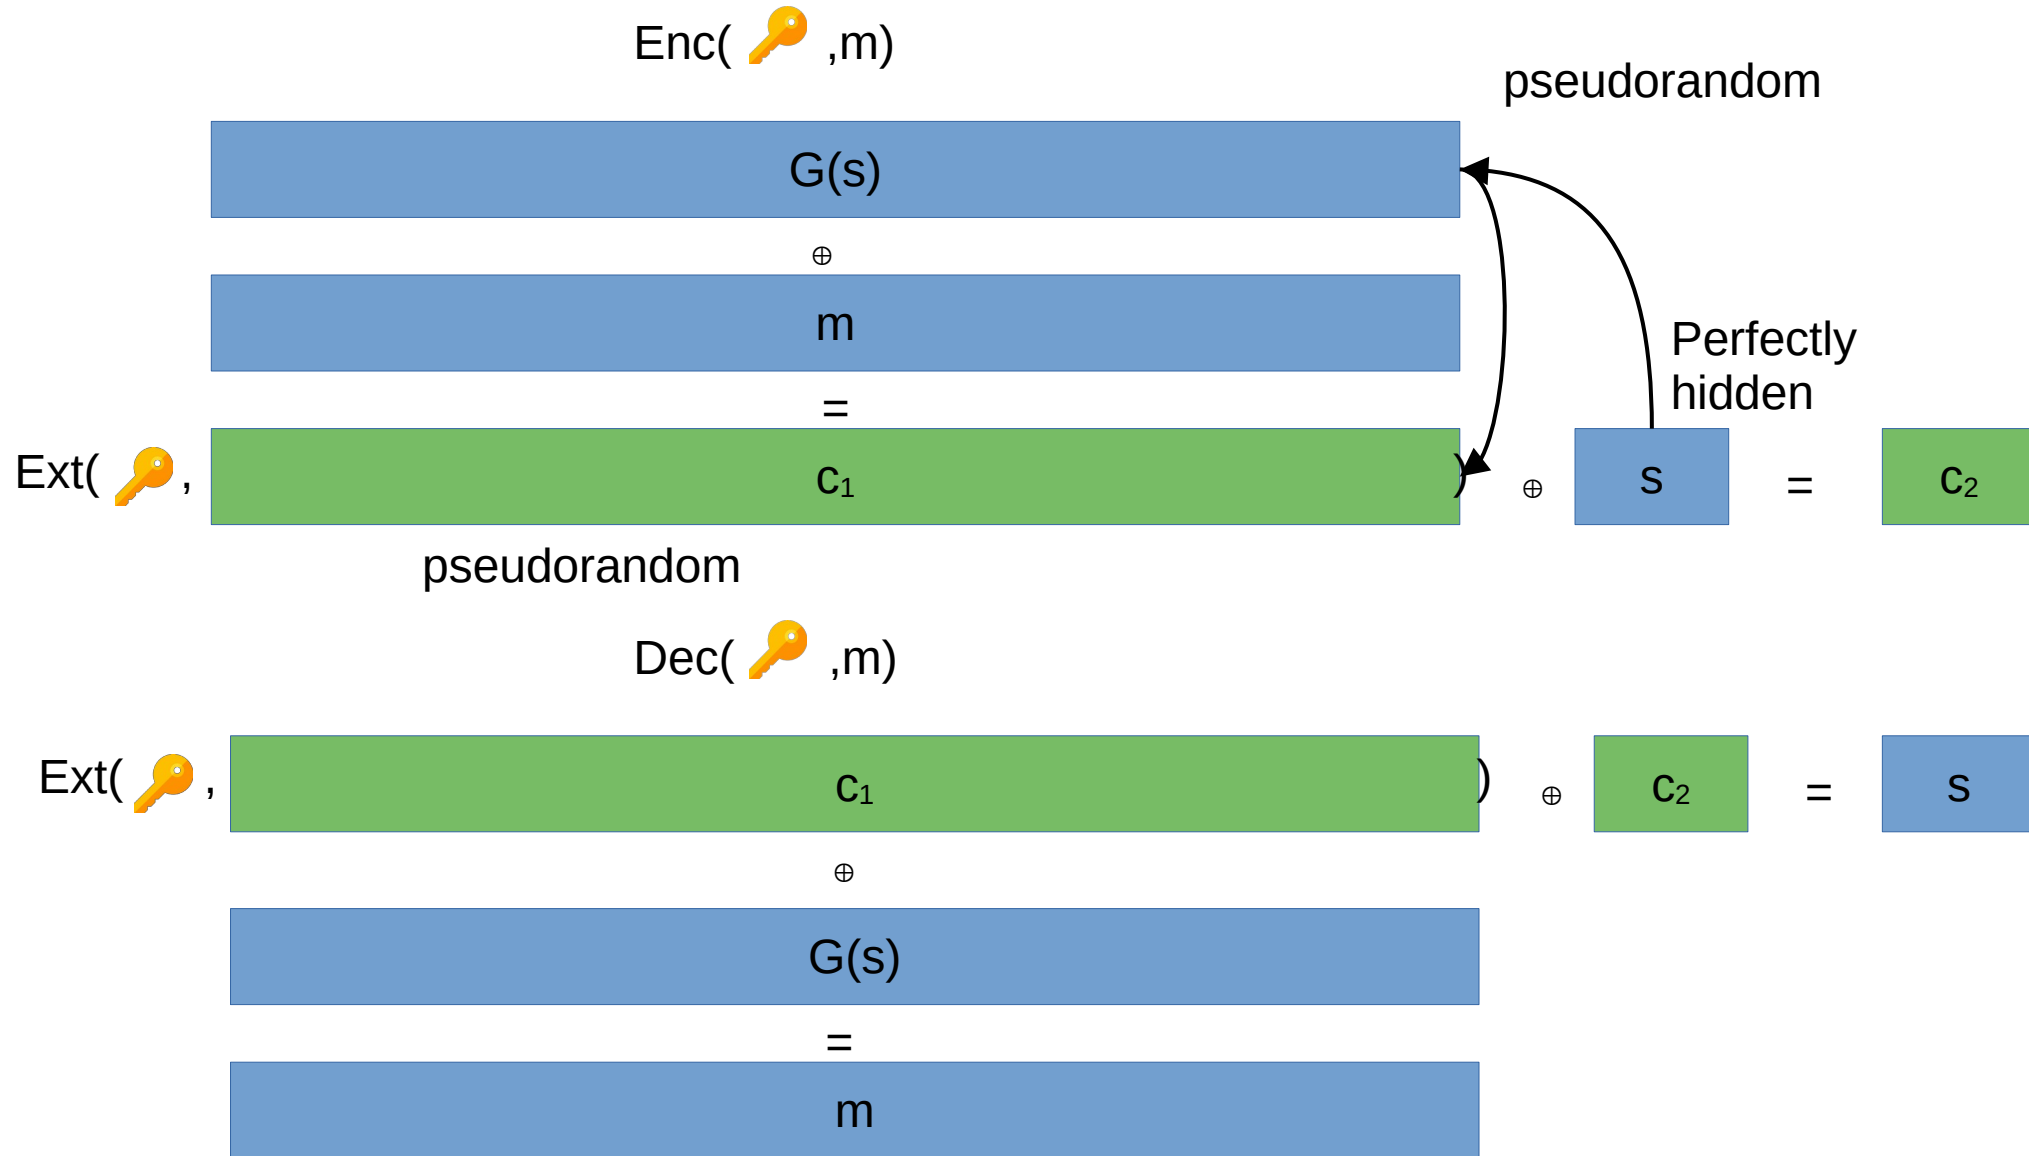 Enc( 🔑 ,m)
pseudorandom
G(s)
⊕
m
=
Perfectly
hidden
Ext( 🔑 , c₁ ) ⊕ s = c₂
pseudorandom
Dec( 🔑 ,m)
Ext( 🔑 , c₁ ) ⊕ c₂ = s
⊕
G(s)
=
m